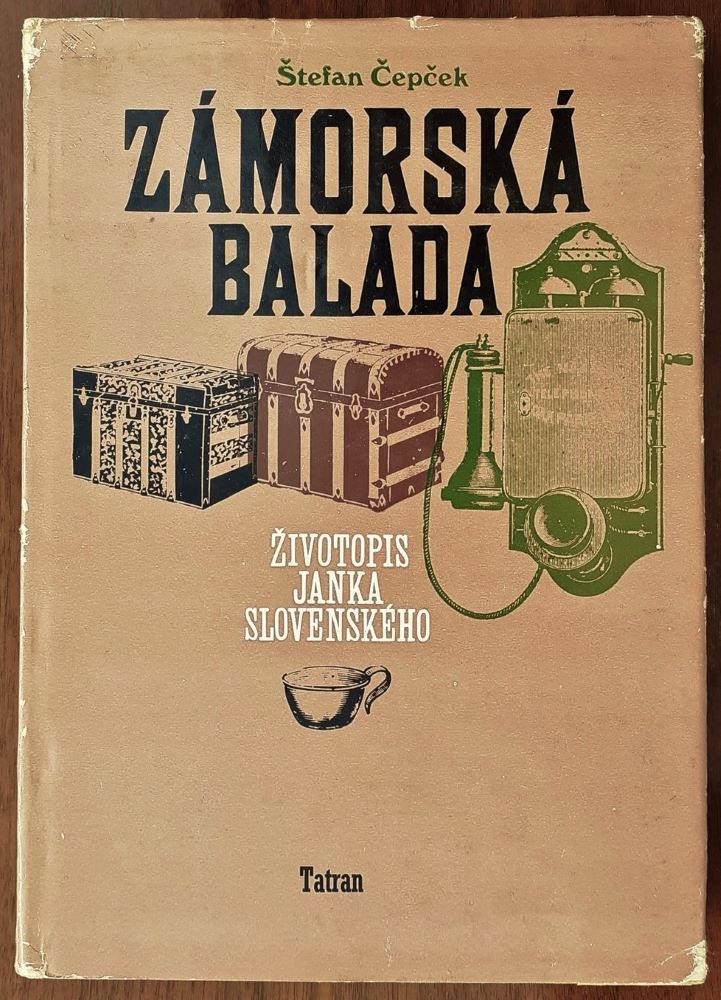 Štefan Čepček
ZÁMORSKÁ
BALADA
ŽIVOTOPIS
JANKA
SLOVENSKÉHO
Tatran